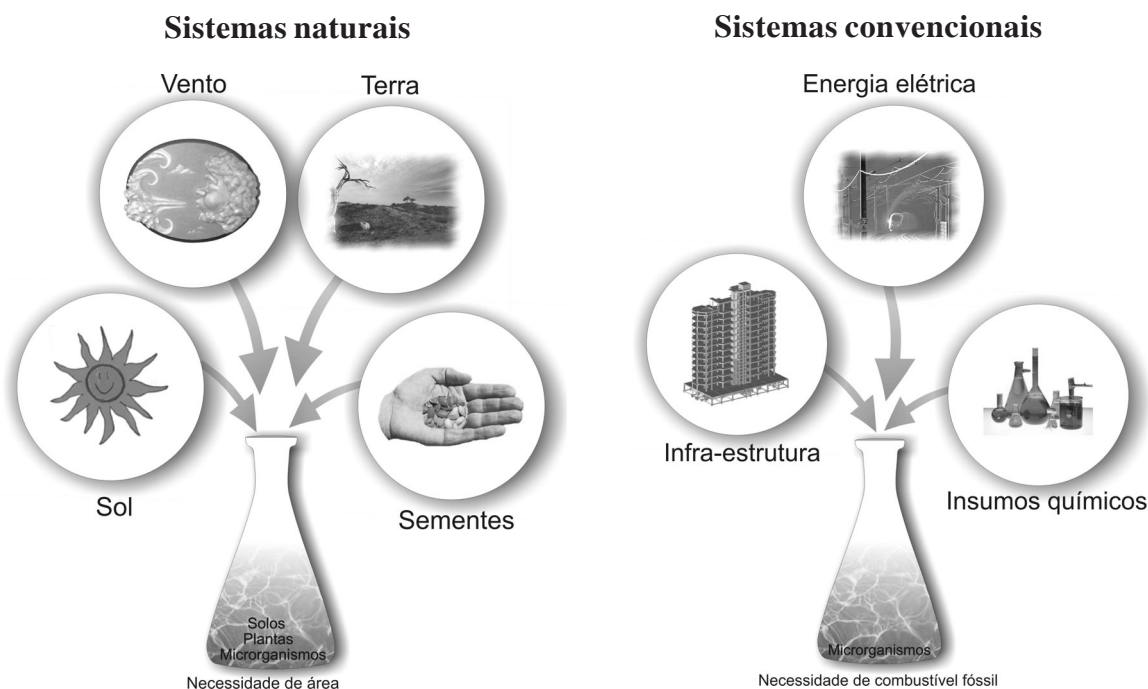 Sistemas naturais
Vento
Terra
Sol
Sementes
Solos
Plantas
Microrganismos
Necessidade de área
Sistemas convencionais
Energia elétrica
Infra-estrutura
Insumos químicos
Microrganismos
Necessidade de combustível fóssil